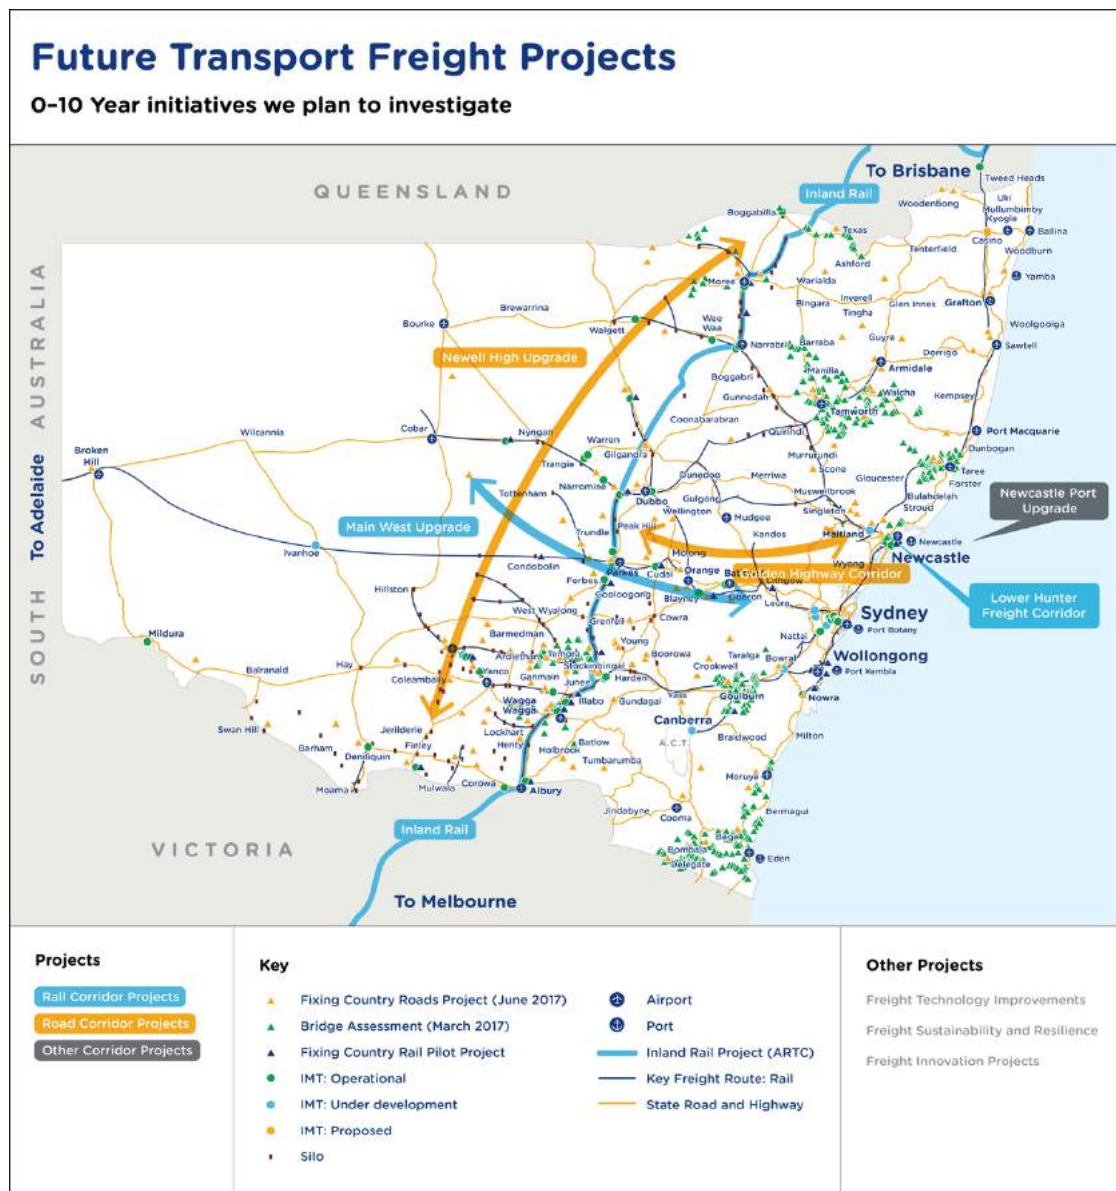 Future Transport Freight Projects
0–10 Year initiatives we plan to investigate
To Brisbane
Tweed Heads
QUEENSLAND
Inland Rail
Woodenbong
Uki
Mullumbimby
Kyogle
Boggabilla
Texas
Ballina
Casino
Tenterfield
Woodburn
Ashford
Yamba
Moree
Warialda
Bingara
Inverell
Glen Innes
Grafton
Tingha
Brewarrina
Bourke
Walgett
Wee
Waa
Woolgoolga
Guyra
Narrabri
Barraba
Dorrigo
Sawtell
Newell High Upgrade
Armidale
Manilla
Boggabri
Walcha
Kempsey
Gunnedah
Tamworth
Coonabarabran
Cobar
Nyngan
Quirindi
Port Macquarie
Wilcannia
Warren
Gilgandra
Murrurundi
Dunbogan
Broken
Hill
Trangie
Scone
Taree
Dunedoo
Merriwa
Gloucester
Forster
Narromine
Tottenham
Dubbo
Gulgong
Muswellbrook
Bulahdelah
Wellington
Singleton
Stroud
Newcastle Port
Upgrade
Main West Upgrade
Trundle
Peak Hill
Mudgee
Kandos
Maitland
Newcastle
Newcastle
Ivanhoe
Molong
Condobolin
Parkes
Cudal
Orange
Golden Highway Corridor
Wyong
Lithgow
Forbes
Hillston
Gooloogong
Blayney
Oberon
Leura
Lower Hunter
Freight Corridor
West Wyalong
Grenfell
Cowra
Sydney
Port Botany
Mildura
Barmedman
Young
Nattai
Ardlethan
Temora
Boorowa
Taralga
Wollongong
Balranald
Hay
Stockinbingal
Crookwell
Bowral
Port Kembla
Coleambally
Yanco
Ganmain
Junee
Harden
Goulburn
Yass
Nowra
Wagga
Wagga
Illabo
Gundagai
Canberra
Swan Hill
Jerilderie
Lockhart
A.C.T.
Braidwood
Milton
Barham
Finley
Henty
Holbrook
Batlow
Deniliquin
Tumbarumba
Moruya
Moama
Mulwala
Corowa
Albury
Jindabyne
Cooma
Bermagui
Inland Rail
Bega
VICTORIA
Bombala
Delegate
Eden
To Melbourne
SOUTH AUSTRALIA
To Adelaide
Projects
Rail Corridor Projects
Road Corridor Projects
Other Corridor Projects
Key
Fixing Country Roads Project (June 2017)
Bridge Assessment (March 2017)
Fixing Country Rail Pilot Project
IMT: Operational
IMT: Under development
IMT: Proposed
Silo
Airport
Port
Inland Rail Project (ARTC)
Key Freight Route: Rail
State Road and Highway
Other Projects
Freight Technology Improvements
Freight Sustainability and Resilience
Freight Innovation Projects